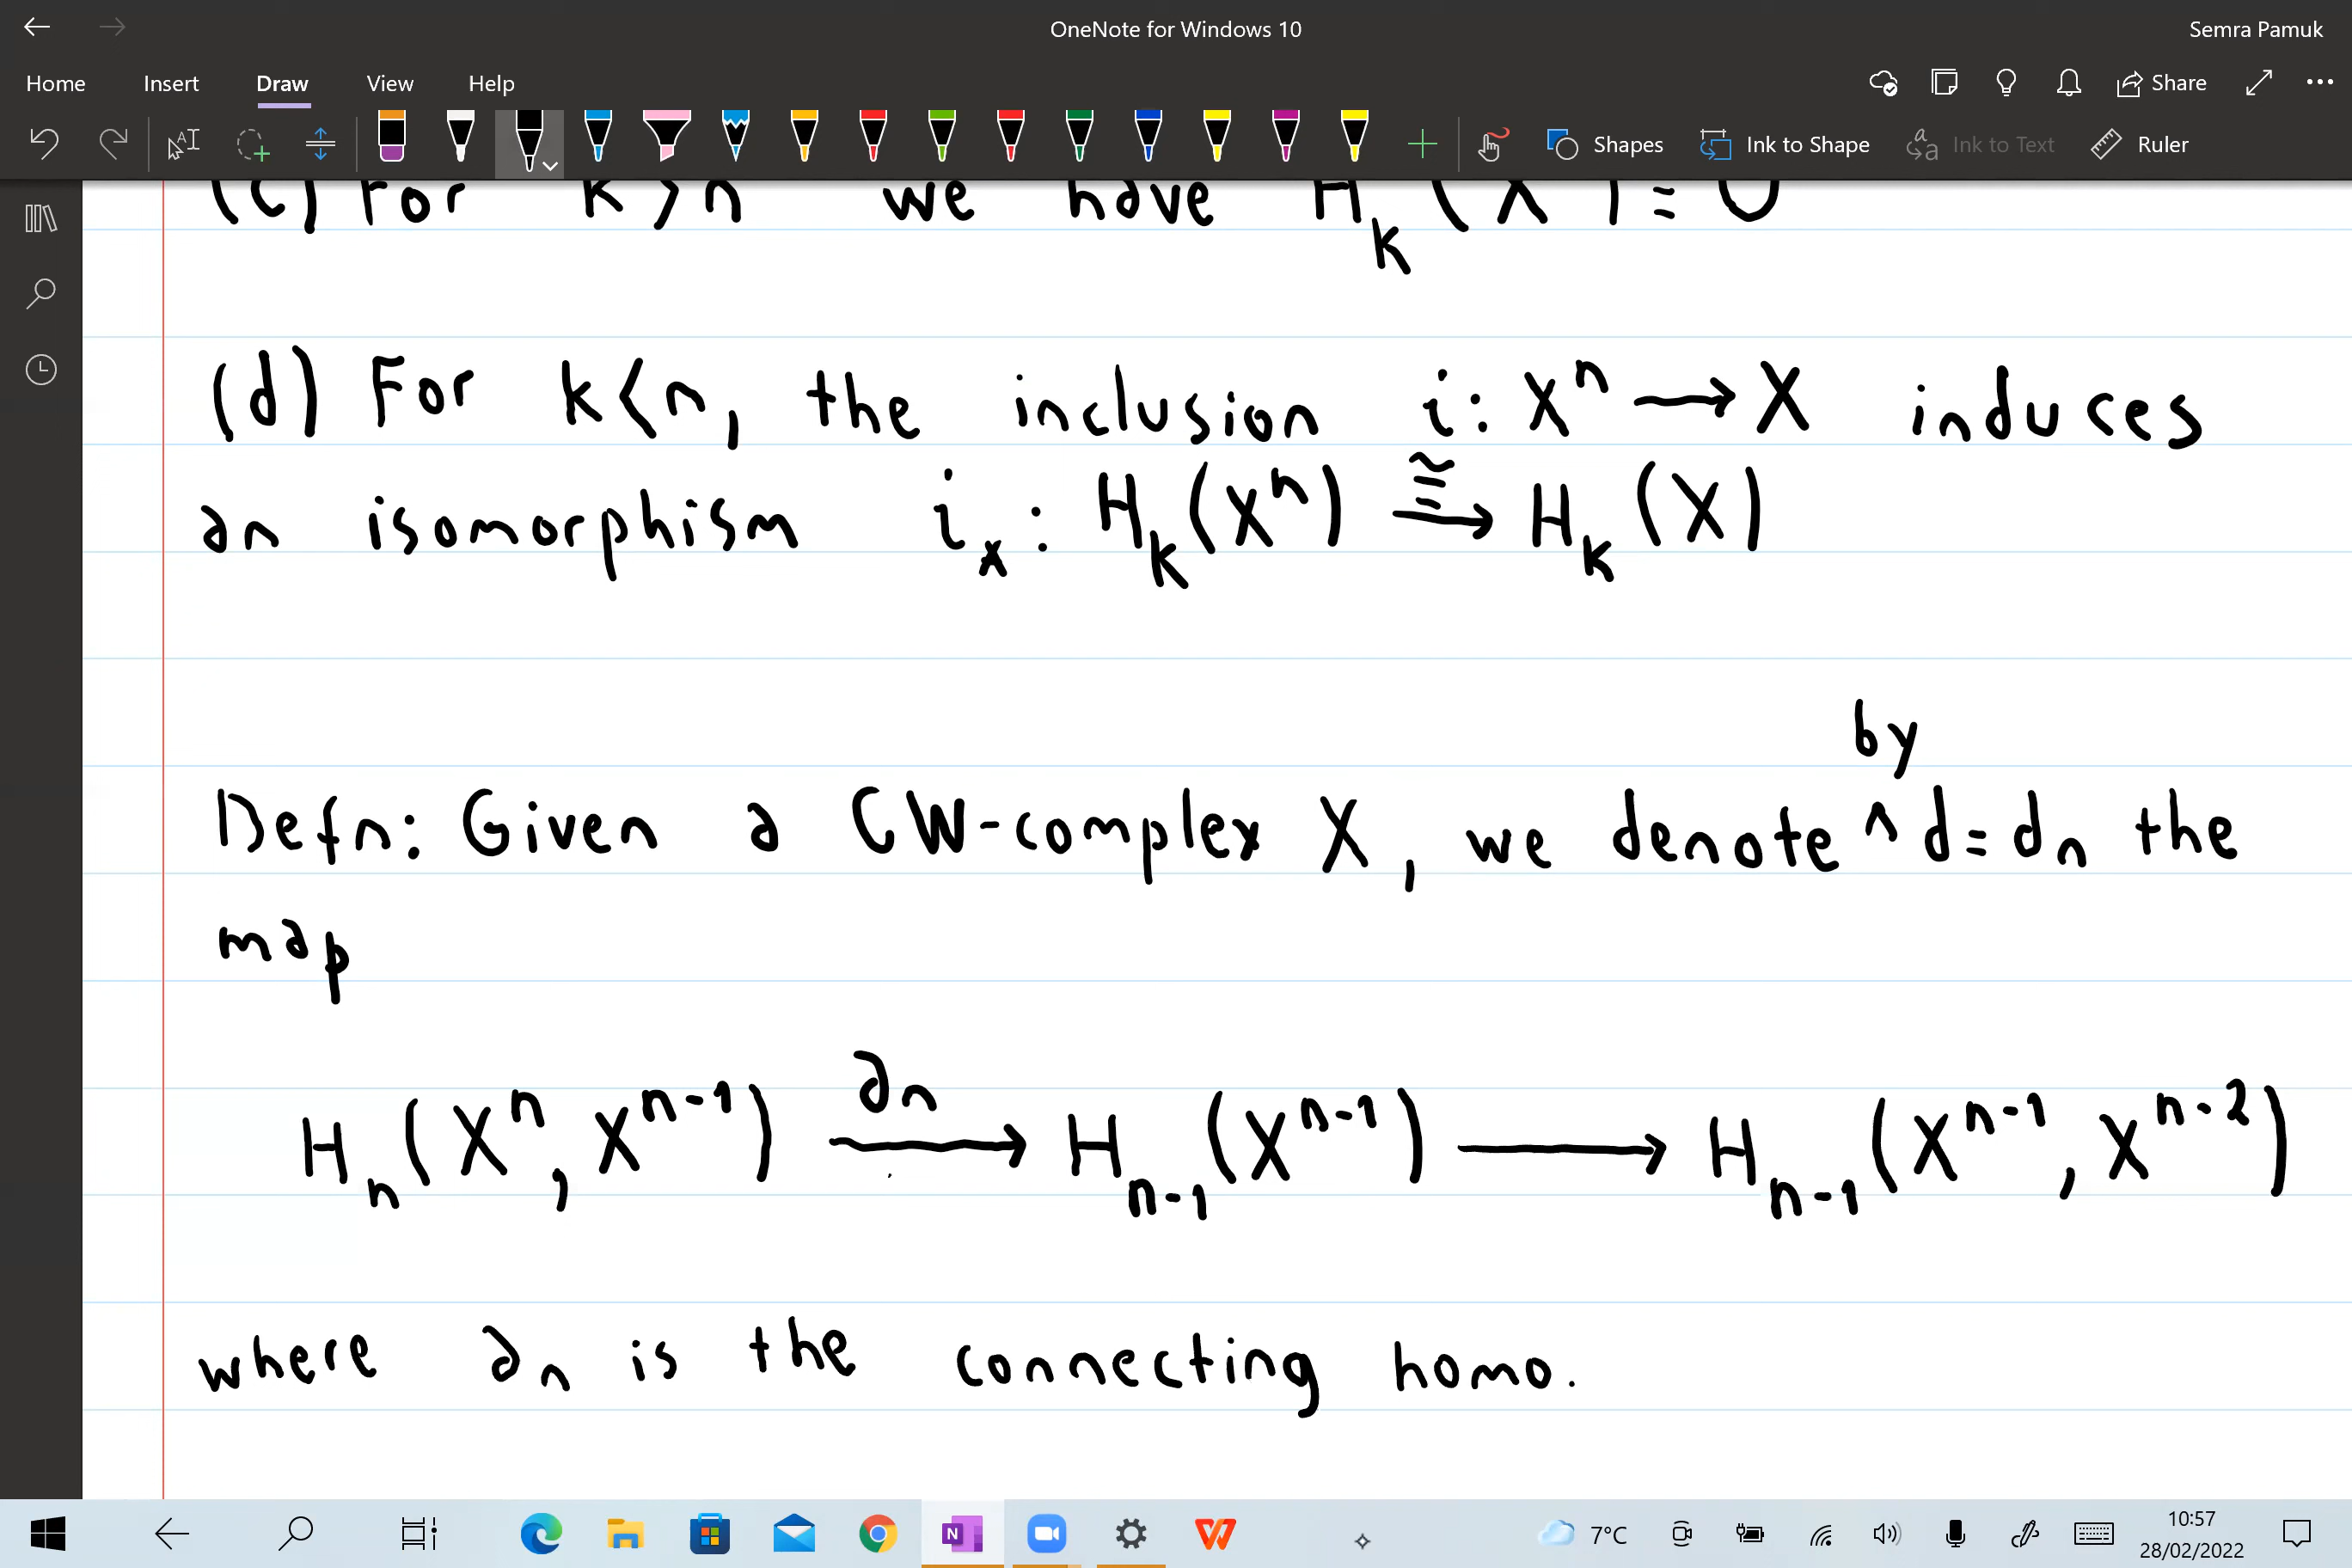 OneNote for Windows 10
Semra Pamuk
Home Insert Draw View Help
Share
Shapes Ink to Shape Ink to Text Ruler
(c) For k > n we have H_k(X^n) = 0
(d) For k < n, the inclusion i: X^n → X induces
an isomorphism i_*: H_k(X^n) ≅→ H_k(X)
by
Defn: Given a CW-complex X, we denote ^ d = d_n the
map
H_n(X^n, X^{n-1}) —∂_n→ H_{n-1}(X^{n-1}) ⟶ H_{n-1}(X^{n-1}, X^{n-2})
where ∂_n is the connecting homo.
7°C
10:57
28/02/2022